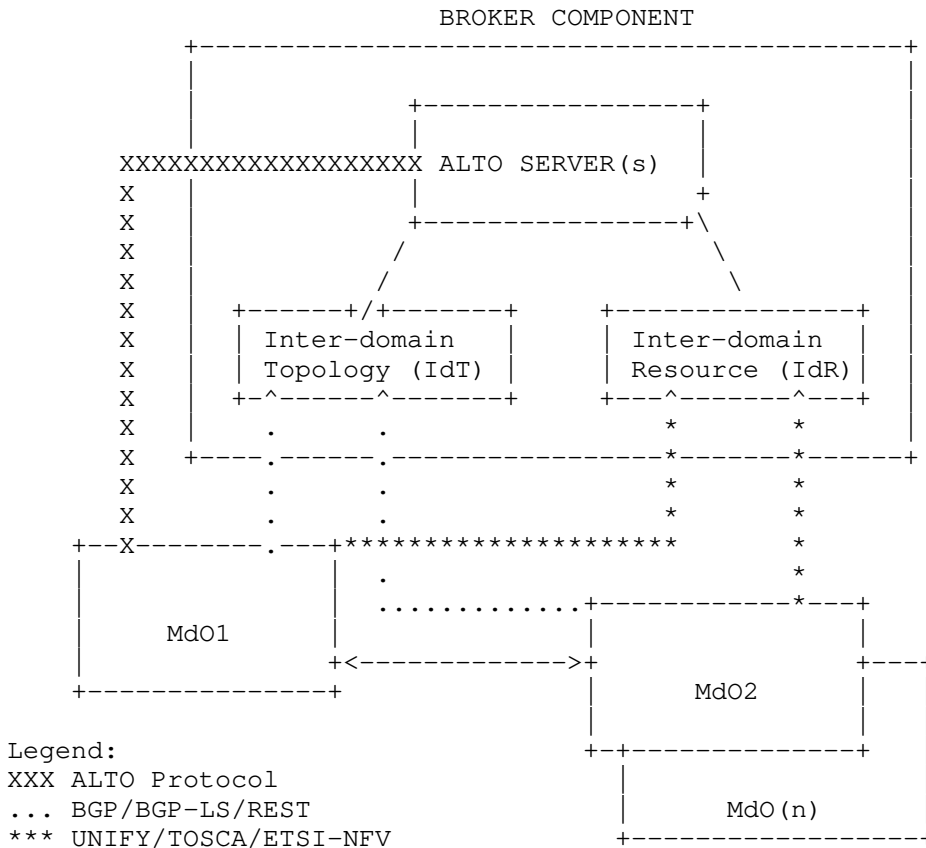 BROKER COMPONENT
ALTO SERVER(s)
Inter-domain
Topology (IdT)
Inter-domain
Resource (IdR)
MdO1
MdO2
MdO(n)
Legend:
XXX ALTO Protocol
... BGP/BGP-LS/REST
*** UNIFY/TOSCA/ETSI-NFV